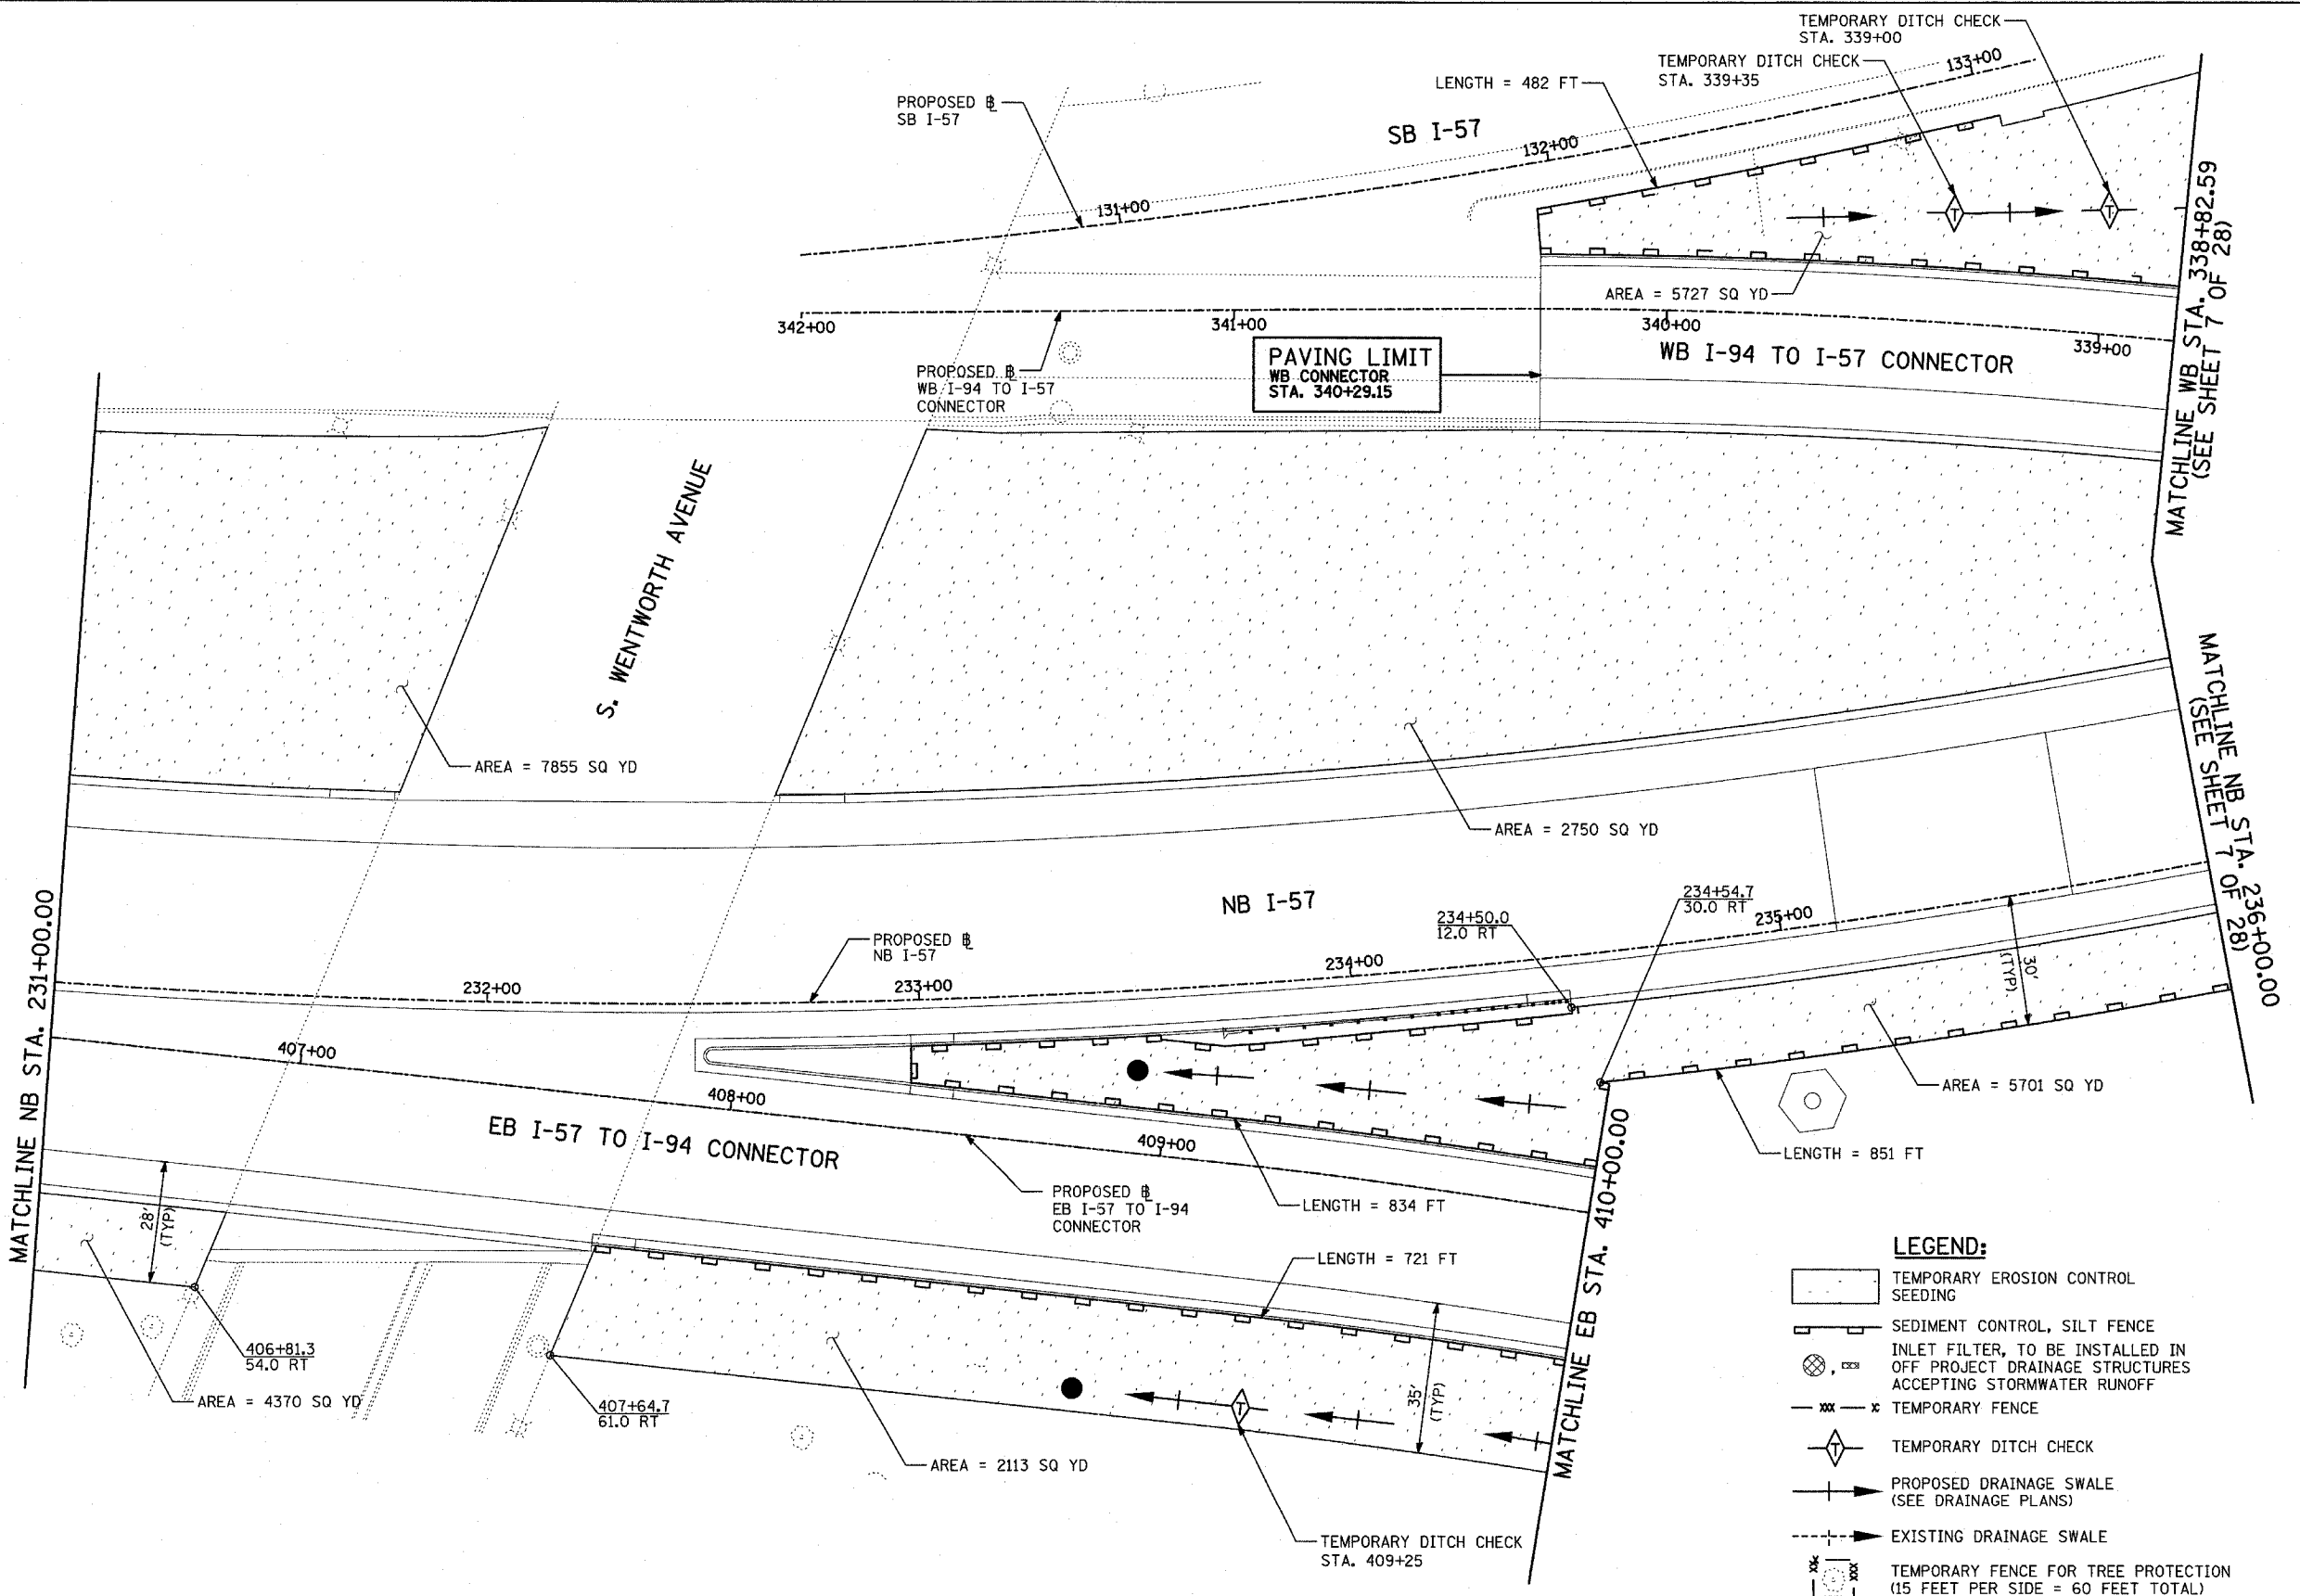 TEMPORARY DITCH CHECK
STA. 339+00
TEMPORARY DITCH CHECK
STA. 339+35
133+00
LENGTH = 482 FT
PROPOSED B̲L̲
SB I-57
SB I-57
132+00
131+00
MATCHLINE WB STA. 338+82.59
(SEE SHEET 7 OF 28)
AREA = 5727 SQ YD
342+00
341+00
340+00
339+00
PROPOSED B̲L̲
WB I-94 TO I-57
CONNECTOR
PAVING LIMIT
WB CONNECTOR
STA. 340+29.15
WB I-94 TO I-57 CONNECTOR
S. WENTWORTH AVENUE
AREA = 7855 SQ YD
AREA = 2750 SQ YD
MATCHLINE NB STA. 236+00.00
(SEE SHEET 7 OF 28)
MATCHLINE NB STA. 231+00.00
NB I-57
234+54.7
30.0 RT
234+50.0
12.0 RT
235+00
PROPOSED B̲L̲
NB I-57
234+00
30'
(TYP)
232+00
233+00
407+00
408+00
AREA = 5701 SQ YD
EB I-57 TO I-94 CONNECTOR
409+00
LENGTH = 851 FT
PROPOSED B̲L̲
EB I-57 TO I-94
CONNECTOR
LENGTH = 834 FT
28'
(TYP)
MATCHLINE EB STA. 410+00.00
LENGTH = 721 FT
406+81.3
54.0 RT
AREA = 4370 SQ YD
407+64.7
61.0 RT
35'
(TYP)
AREA = 2113 SQ YD
T
T
T
TEMPORARY DITCH CHECK
STA. 409+25
LEGEND:
TEMPORARY EROSION CONTROL
SEEDING
SEDIMENT CONTROL, SILT FENCE
INLET FILTER, TO BE INSTALLED IN
OFF PROJECT DRAINAGE STRUCTURES
ACCEPTING STORMWATER RUNOFF
TEMPORARY FENCE
T
TEMPORARY DITCH CHECK
PROPOSED DRAINAGE SWALE
(SEE DRAINAGE PLANS)
EXISTING DRAINAGE SWALE
TEMPORARY FENCE FOR TREE PROTECTION
(15 FEET PER SIDE = 60 FEET TOTAL)